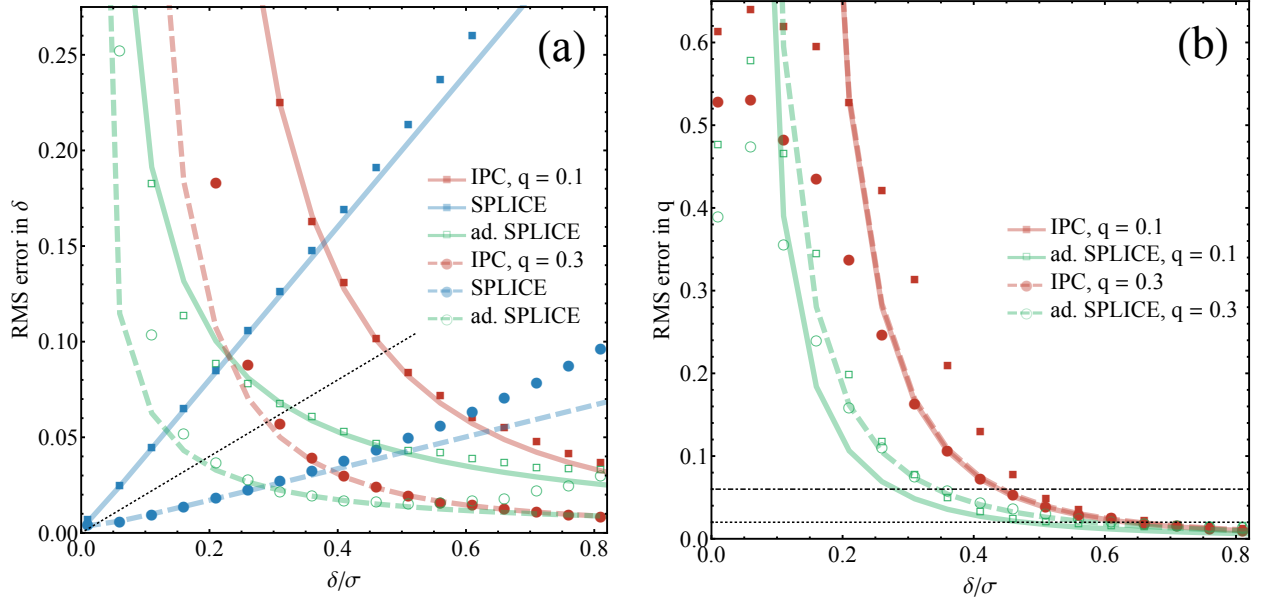 (a)
RMS error in δ
0.25
0.20
0.15
0.10
0.05
0.00
IPC, q = 0.1
SPLICE
ad. SPLICE
IPC, q = 0.3
SPLICE
ad. SPLICE
0.0 0.2 0.4 0.6 0.8
δ/σ
(b)
RMS error in q
0.6
0.5
0.4
0.3
0.2
0.1
0.0
IPC, q = 0.1
ad. SPLICE, q = 0.1
IPC, q = 0.3
ad. SPLICE, q = 0.3
0.0 0.2 0.4 0.6 0.8
δ/σ